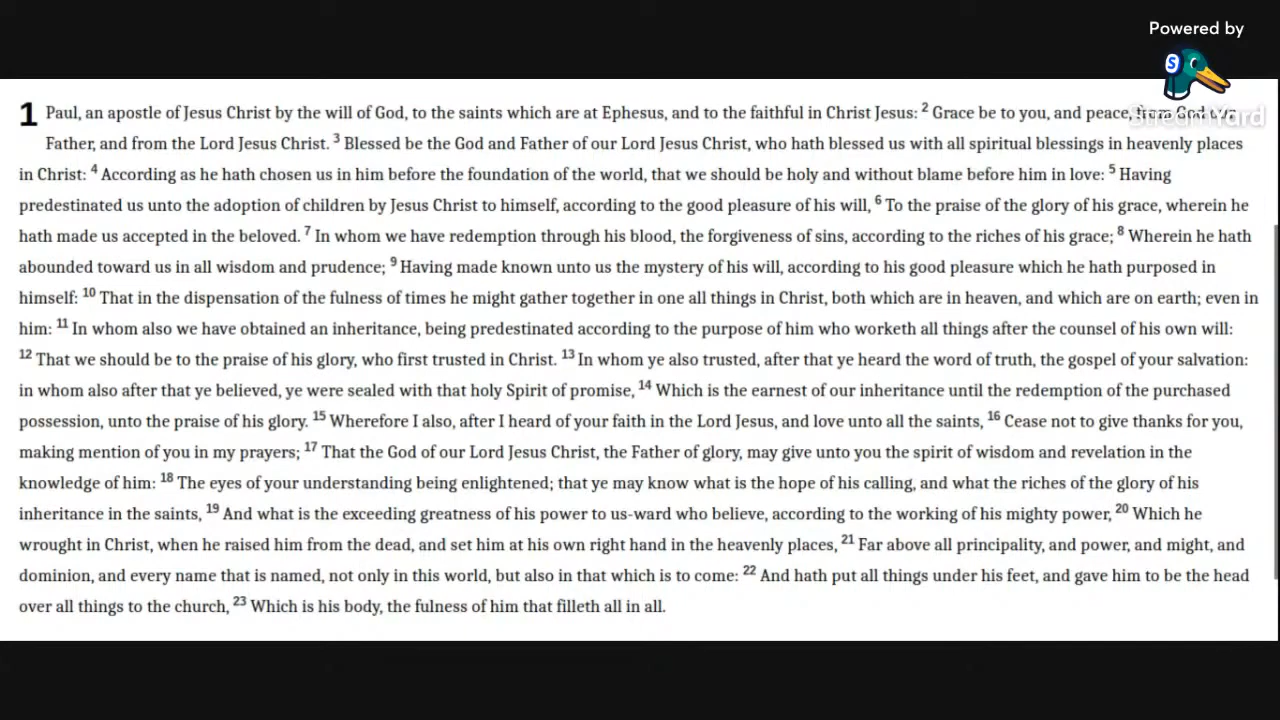 Powered by
S
StreamYard
1 Paul, an apostle of Jesus Christ by the will of God, to the saints which are at Ephesus, and to the faithful in Christ Jesus: 2 Grace be to you, and peace, from God our
Father, and from the Lord Jesus Christ. 3 Blessed be the God and Father of our Lord Jesus Christ, who hath blessed us with all spiritual blessings in heavenly places
in Christ: 4 According as he hath chosen us in him before the foundation of the world, that we should be holy and without blame before him in love: 5 Having
predestinated us unto the adoption of children by Jesus Christ to himself, according to the good pleasure of his will, 6 To the praise of the glory of his grace, wherein he
hath made us accepted in the beloved. 7 In whom we have redemption through his blood, the forgiveness of sins, according to the riches of his grace; 8 Wherein he hath
abounded toward us in all wisdom and prudence; 9 Having made known unto us the mystery of his will, according to his good pleasure which he hath purposed in
himself: 10 That in the dispensation of the fulness of times he might gather together in one all things in Christ, both which are in heaven, and which are on earth; even in
him: 11 In whom also we have obtained an inheritance, being predestinated according to the purpose of him who worketh all things after the counsel of his own will:
12 That we should be to the praise of his glory, who first trusted in Christ. 13 In whom ye also trusted, after that ye heard the word of truth, the gospel of your salvation:
in whom also after that ye believed, ye were sealed with that holy Spirit of promise, 14 Which is the earnest of our inheritance until the redemption of the purchased
possession, unto the praise of his glory. 15 Wherefore I also, after I heard of your faith in the Lord Jesus, and love unto all the saints, 16 Cease not to give thanks for you,
making mention of you in my prayers; 17 That the God of our Lord Jesus Christ, the Father of glory, may give unto you the spirit of wisdom and revelation in the
knowledge of him: 18 The eyes of your understanding being enlightened; that ye may know what is the hope of his calling, and what the riches of the glory of his
inheritance in the saints, 19 And what is the exceeding greatness of his power to us-ward who believe, according to the working of his mighty power, 20 Which he
wrought in Christ, when he raised him from the dead, and set him at his own right hand in the heavenly places, 21 Far above all principality, and power, and might, and
dominion, and every name that is named, not only in this world, but also in that which is to come: 22 And hath put all things under his feet, and gave him to be the head
over all things to the church, 23 Which is his body, the fulness of him that filleth all in all.